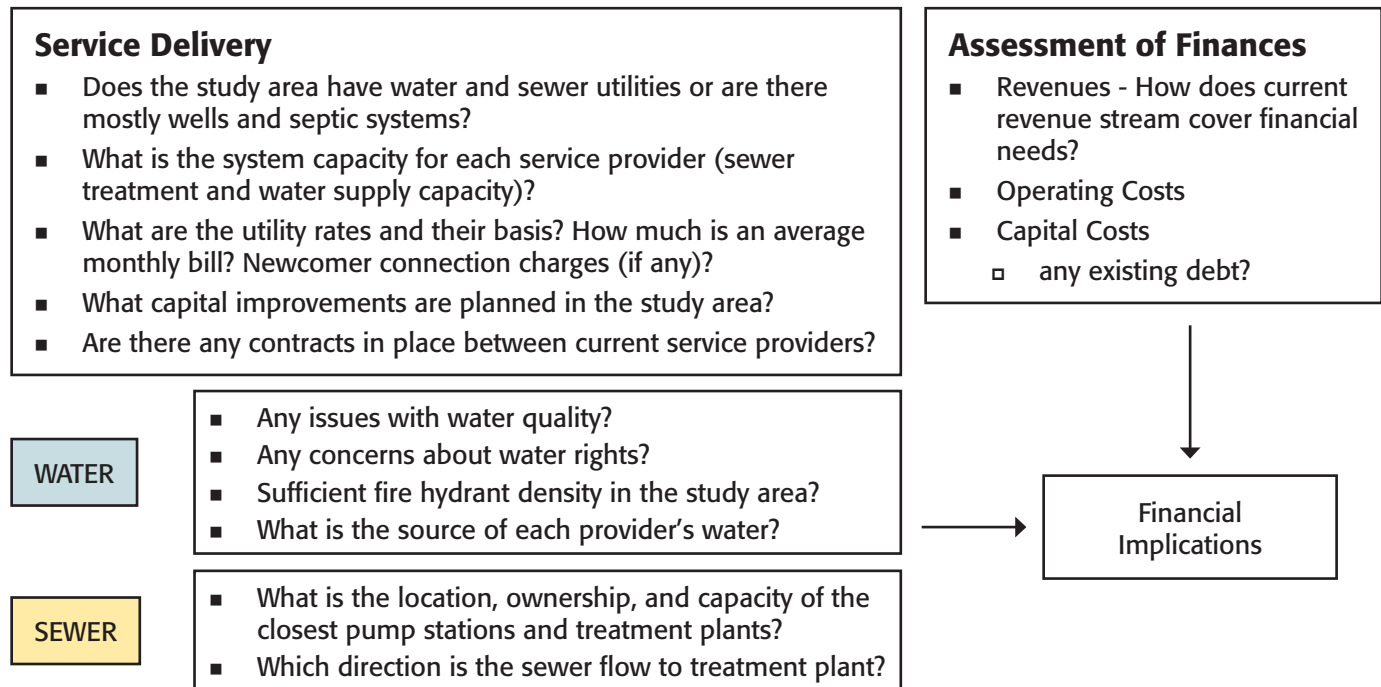 Service Delivery
■ Does the study area have water and sewer utilities or are there
mostly wells and septic systems?
■ What is the system capacity for each service provider (sewer
treatment and water supply capacity)?
■ What are the utility rates and their basis? How much is an average
monthly bill? Newcomer connection charges (if any)?
■ What capital improvements are planned in the study area?
■ Are there any contracts in place between current service providers?
Assessment of Finances
■ Revenues - How does current
revenue stream cover financial
needs?
■ Operating Costs
■ Capital Costs
□ any existing debt?
WATER
■ Any issues with water quality?
■ Any concerns about water rights?
■ Sufficient fire hydrant density in the study area?
■ What is the source of each provider’s water?
Financial
Implications
SEWER
■ What is the location, ownership, and capacity of the
closest pump stations and treatment plants?
■ Which direction is the sewer flow to treatment plant?